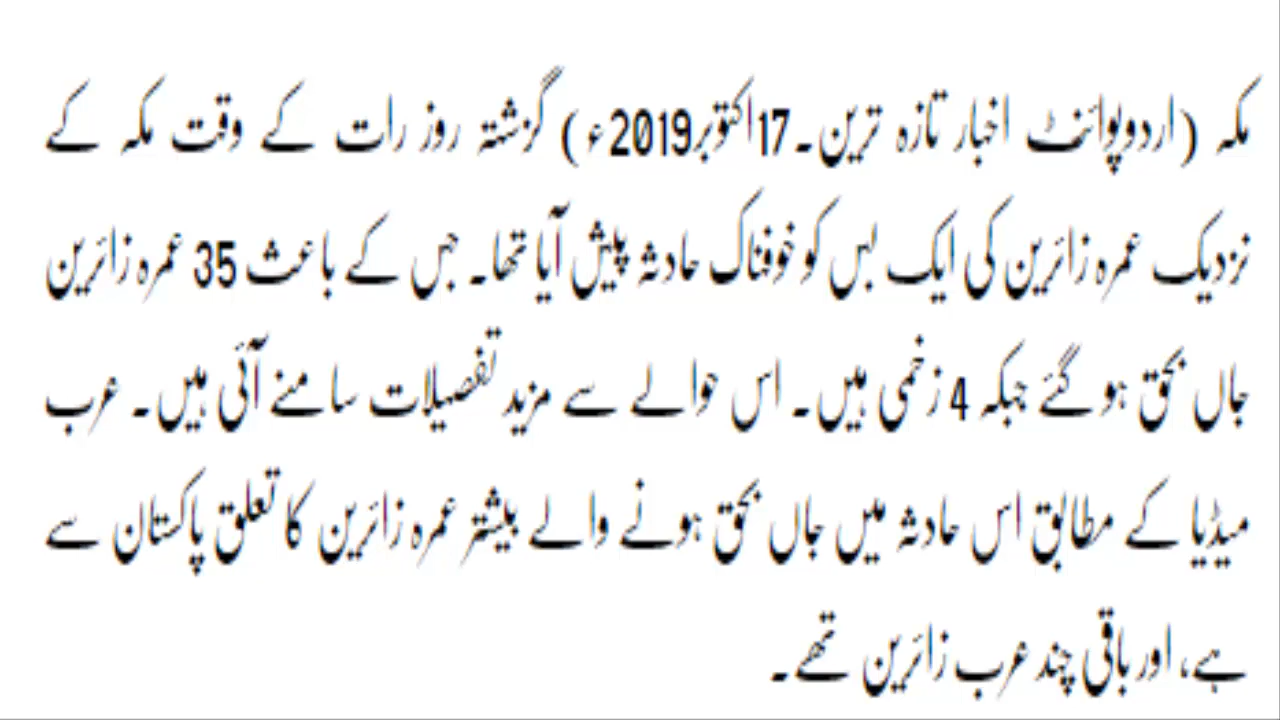 مکہ (اردوپوائنٹ اخبار تازہ ترین۔17اکتوبر2019ء) گزشتہ روز رات کے وقت مکہ کے
نزدیک عمرہ زائرین کی ایک بس کو خوفناک حادثہ پیش آیا تھا۔ جس کے باعث 35 عمرہ زائرین
جاں بحق ہو گئے جبکہ 4 زخمی ہیں۔ اس حوالے سے مزید تفصیلات سامنے آئی ہیں۔ عرب
میڈیا کے مطابق اس حادثہ میں جاں بحق ہونے والے بیشتر عمرہ زائرین کا تعلق پاکستان سے
ہے، اور باقی چند عرب زائرین تھے۔